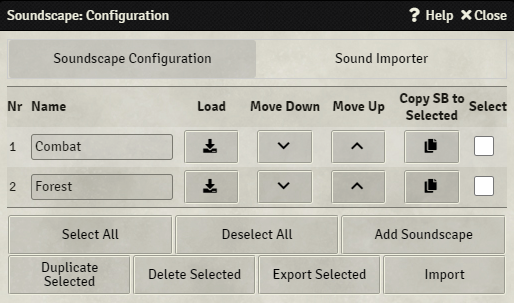 Soundscape: Configuration ? Help ×Close
Soundscape Configuration Sound Importer
Nr Name Load Move Down Move Up Copy SB to Selected Select
1 Combat
2 Forest
Select All Deselect All Add Soundscape
Duplicate Selected Delete Selected Export Selected Import